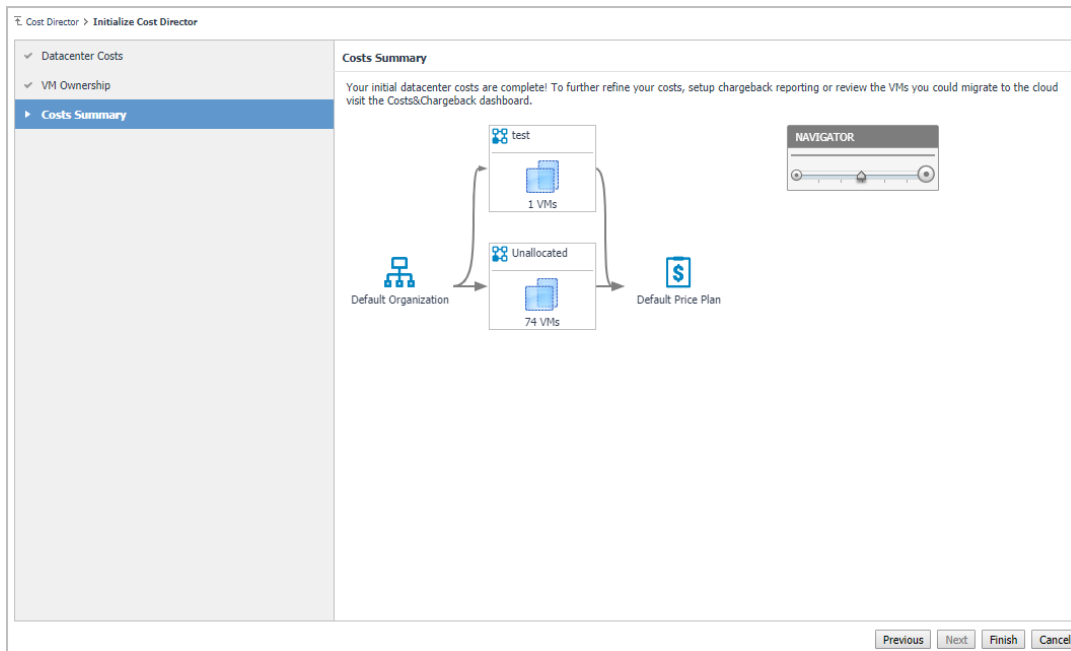 Cost Director > Initialize Cost Director
Datacenter Costs
VM Ownership
Costs Summary
Costs Summary
Your initial datacenter costs are complete! To further refine your costs, setup chargeback reporting or review the VMs you could migrate to the cloud
visit the Costs&Chargeback dashboard.
test
1 VMs
NAVIGATOR
Default Organization
Unallocated
74 VMs
Default Price Plan
Previous
Next
Finish
Cancel